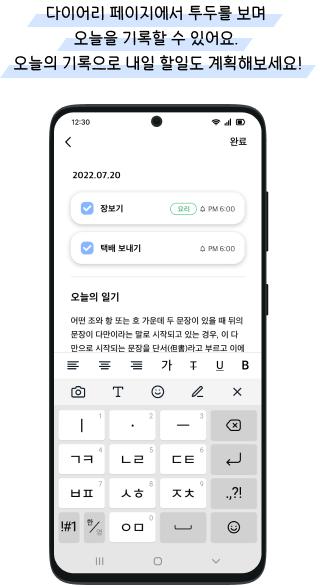 다이어리 페이지에서 투두를 보며
오늘을 기록할 수 있어요.
오늘의 기록으로 내일 할일도 계획해보세요!
12:30
완료
2022.07.20
장보기 요리 PM 6:00
택배 보내기 PM 6:00
오늘의 일기
어떤 조와 항 또는 호 가운데 두 문장이 있을 때 뒤의
문장이 다만이라는 말로 시작되고 있는 경우, 이 다
만으로 시작되는 문장을 단서(但書)라고 부르고 이에
가 T U B
T
ㅣ 1 · 2 ㅡ 3
ㄱㅋ 4 ㄴㄹ 5 ㄷㅌ 6
ㅂㅍ 7 ㅅㅎ 8 ㅈㅊ 9 .,?!
!#1 한/영 ㅇㅁ 0